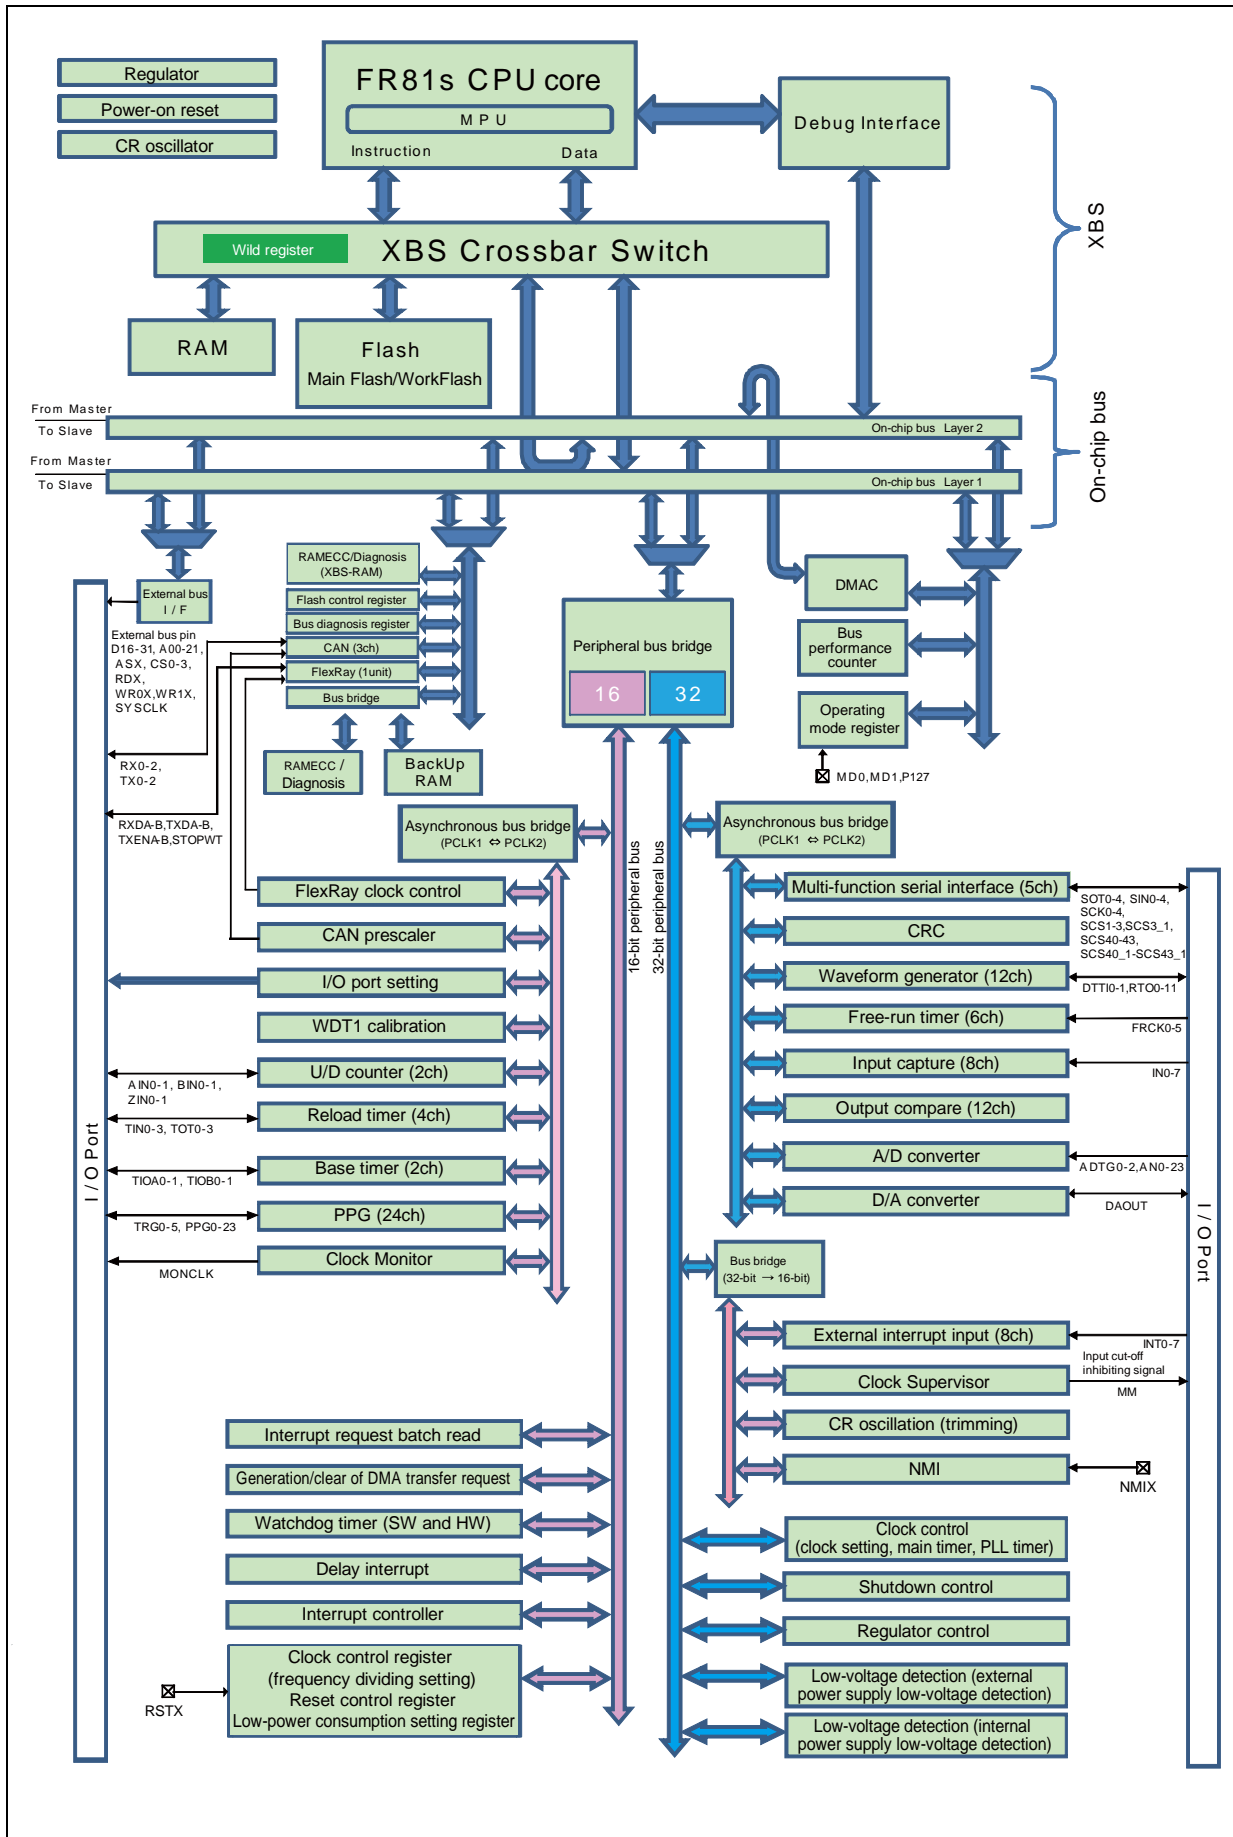 Regulator
Power-on reset
CR oscillator
FR81s CPU core
MPU
Instruction
Data
Debug Interface
XBS
Wild register
XBS Crossbar Switch
RAM
Flash
Main Flash/WorkFlash
From Master
To Slave
On-chip bus Layer 2
From Master
To Slave
On-chip bus Layer 1
On-chip bus
External bus
I / F
External bus pin
D16-31, A00-21,
ASX, CS0-3,
RDX,
WR0X,WR1X,
SYSCLK
RX0-2,
TX0-2
RXDA-B,TXDA-B,
TXENA-B,STOPWT
RAMECC/Diagnosis
(XBS-RAM)
Flash control register
Bus diagnosis register
CAN (3ch)
FlexRay (1unit)
Bus bridge
RAMECC /
Diagnosis
BackUp
RAM
Peripheral bus bridge
16
32
DMAC
Bus
performance
counter
Operating
mode register
MD0,MD1,P127
Asynchronous bus bridge
(PCLK1 ⇔ PCLK2)
16-bit peripheral bus
32-bit peripheral bus
Asynchronous bus bridge
(PCLK1 ⇔ PCLK2)
I / O Port
FlexRay clock control
CAN prescaler
I/O port setting
WDT1 calibration
U/D counter (2ch)
AIN0-1, BIN0-1,
ZIN0-1
Reload timer (4ch)
TIN0-3, TOT0-3
Base timer (2ch)
TIOA0-1, TIOB0-1
PPG (24ch)
TRG0-5, PPG0-23
Clock Monitor
MONCLK
Multi-function serial interface (5ch)
SOT0-4, SIN0-4,
SCK0-4,
SCS1-3,SCS3_1,
SCS40-43,
SCS40_1-SCS43_1
CRC
Waveform generator (12ch)
DTTI0-1,RTO0-11
Free-run timer (6ch)
FRCK0-5
Input capture (8ch)
IN0-7
Output compare (12ch)
A/D converter
ADTG0-2,AN0-23
D/A converter
DAOUT
I / O Port
Bus bridge
(32-bit → 16-bit)
External interrupt input (8ch)
INT0-7
Input cut-off
inhibiting signal
Clock Supervisor
MM
CR oscillation (trimming)
NMI
NMIX
Interrupt request batch read
Generation/clear of DMA transfer request
Watchdog timer (SW and HW)
Delay interrupt
Interrupt controller
Clock control register
(frequency dividing setting)
Reset control register
Low-power consumption setting register
RSTX
Clock control
(clock setting, main timer, PLL timer)
Shutdown control
Regulator control
Low-voltage detection (external
power supply low-voltage detection)
Low-voltage detection (internal
power supply low-voltage detection)